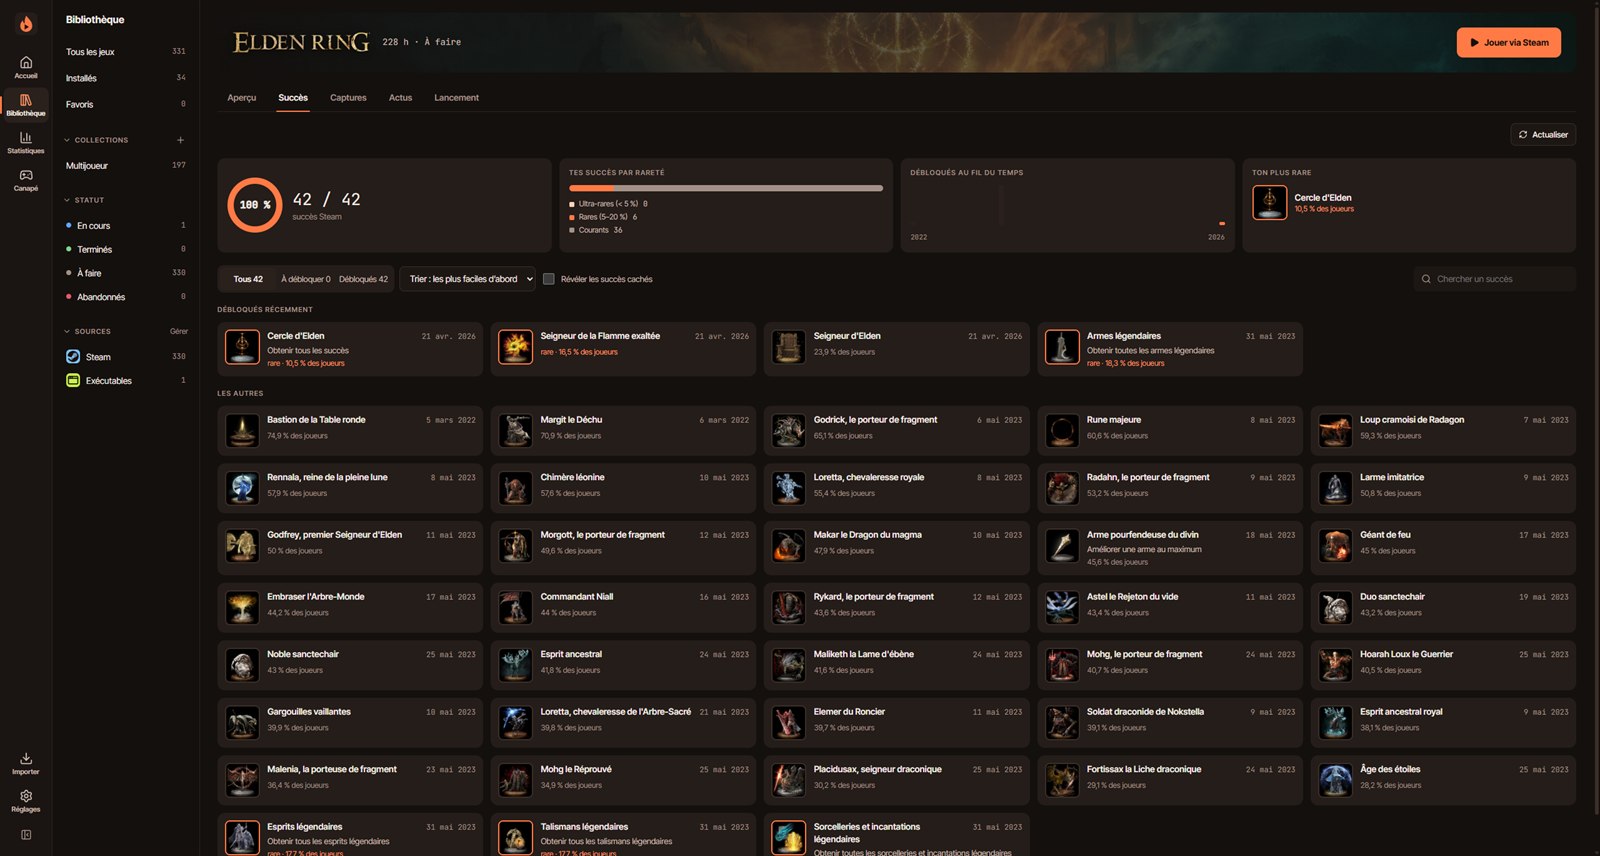 Bibliothèque
Accueil
Bibliothèque
Statistiques
Canapé
Importer
Réglages
Tous les jeux 331
Installés 34
Favoris 0
COLLECTIONS
Multijoueur 197
STATUT
En cours 1
Terminés 0
À faire 330
Abandonnés 0
SOURCES Gérer
Steam 330
Exécutables 1
ELDEN RING 228 h · À faire
Jouer via Steam
Aperçu Succès Captures Actus Lancement
Actualiser
100 %
42 / 42
succès Steam
TES SUCCÈS PAR RARETÉ
Ultra-rares (< 5 %) 0
Rares (5–20 %) 6
Courants 36
DÉBLOQUÉS AU FIL DU TEMPS
2022 2026
TON PLUS RARE
Cercle d'Elden
10,5 % des joueurs
Tous 42 À débloquer 0 Débloqués 42 Trier : les plus faciles d'abord Révéler les succès cachés Chercher un succès
DÉBLOQUÉS RÉCEMMENT
Cercle d'Elden 21 avr. 2026
Obtenir tous les succès
rare · 10,5 % des joueurs
Seigneur de la Flamme exaltée 21 avr. 2026
rare · 16,5 % des joueurs
Seigneur d'Elden 21 avr. 2026
23,9 % des joueurs
Armes légendaires 31 mai 2023
Obtenir toutes les armes légendaires
rare · 18,3 % des joueurs
LES AUTRES
Bastion de la Table ronde 5 mars 2022
74,9 % des joueurs
Margit le Déchu 6 mars 2022
70,9 % des joueurs
Godrick, le porteur de fragment 6 mai 2023
65,1 % des joueurs
Rune majeure 8 mai 2023
60,6 % des joueurs
Loup cramoisi de Radagon 7 mai 2023
59,3 % des joueurs
Rennala, reine de la pleine lune 8 mai 2023
57,9 % des joueurs
Chimère léonine 10 mai 2023
57,6 % des joueurs
Loretta, chevaleresse royale 8 mai 2023
55,4 % des joueurs
Radahn, le porteur de fragment 9 mai 2023
53,2 % des joueurs
Larme imitatrice 9 mai 2023
50,8 % des joueurs
Godfrey, premier Seigneur d'Elden 11 mai 2023
50 % des joueurs
Morgott, le porteur de fragment 12 mai 2023
49,6 % des joueurs
Makar le Dragon du magma 10 mai 2023
47,9 % des joueurs
Arme pourfendeuse du divin 18 mai 2023
Améliorer une arme au maximum
45,6 % des joueurs
Géant de feu 17 mai 2023
45 % des joueurs
Embraser l'Arbre-Monde 17 mai 2023
44,2 % des joueurs
Commandant Niall 16 mai 2023
44 % des joueurs
Rykard, le porteur de fragment 12 mai 2023
43,6 % des joueurs
Astel le Rejeton du vide 11 mai 2023
43,4 % des joueurs
Duo sanctechair 19 mai 2023
43,2 % des joueurs
Noble sanctechair 25 mai 2023
43 % des joueurs
Esprit ancestral 24 mai 2023
41,8 % des joueurs
Maliketh la Lame d'ébène 24 mai 2023
41,6 % des joueurs
Mohg, le porteur de fragment 24 mai 2023
40,7 % des joueurs
Hoarah Loux le Guerrier 25 mai 2023
40,5 % des joueurs
Gargouilles vaillantes 10 mai 2023
39,9 % des joueurs
Loretta, chevaleresse de l'Arbre-Sacré 21 mai 2023
39,8 % des joueurs
Elemer du Roncier 11 mai 2023
39,7 % des joueurs
Soldat draconide de Nokstella 9 mai 2023
39,1 % des joueurs
Esprit ancestral royal 9 mai 2023
38,1 % des joueurs
Malenia, la porteuse de fragment 23 mai 2023
36,4 % des joueurs
Mohg le Réprouvé 25 mai 2023
34,9 % des joueurs
Placidusax, seigneur draconique 25 mai 2023
30,2 % des joueurs
Fortissax la Liche draconique 24 mai 2023
29,1 % des joueurs
Âge des étoiles 25 mai 2023
28,2 % des joueurs
Esprits légendaires 31 mai 2023
Obtenir tous les esprits légendaires
rare · 17,7 % des joueurs
Talismans légendaires 31 mai 2023
Obtenir tous les talismans légendaires
rare · 17,7 % des joueurs
Sorcelleries et incantations légendaires 31 mai 2023
Obtenir toutes les sorcelleries et incantations légendaires